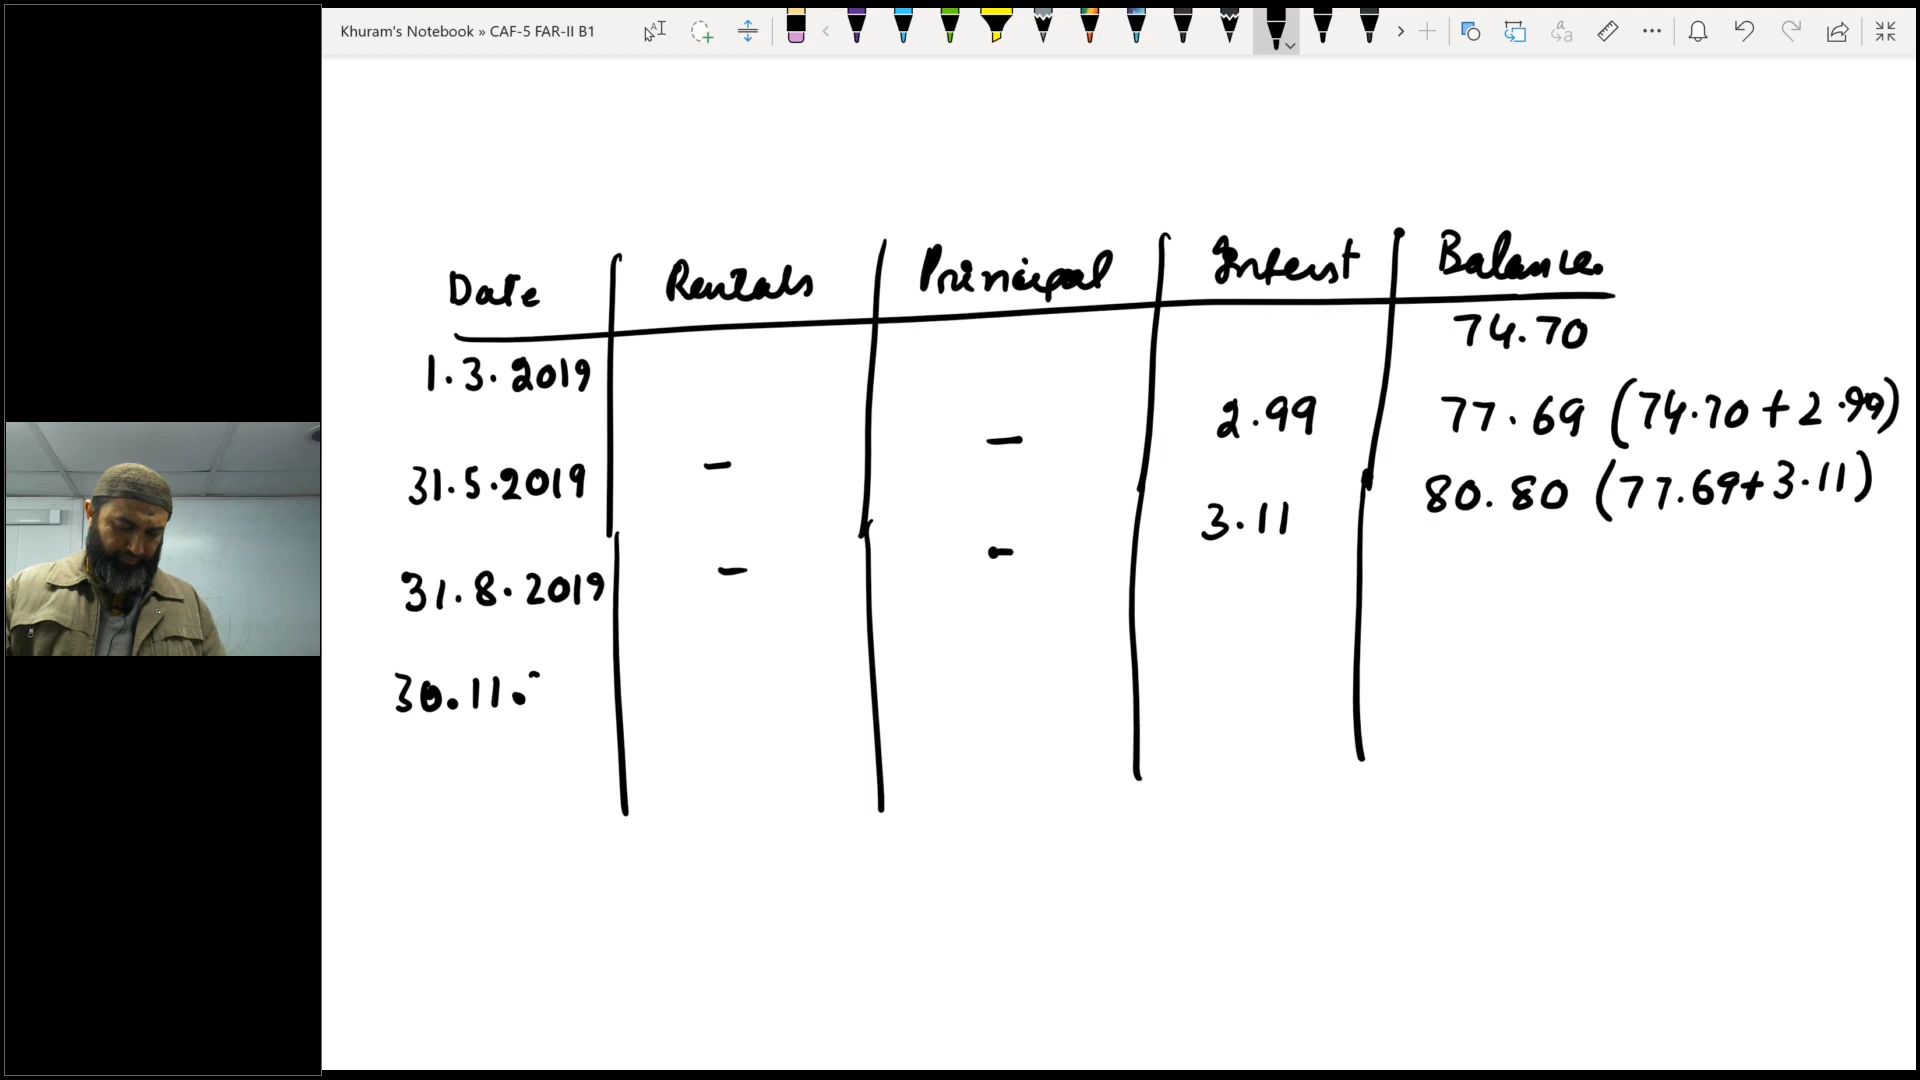 Khuram's Notebook » CAF-5 FAR-II B1
Date Rentals Principal Interest Balance
1.3.2019 74.70
31.5.2019 - - 2.99 77.69 (74.70+2.99)
31.8.2019 - - 3.11 80.80 (77.69+3.11)
30.11.